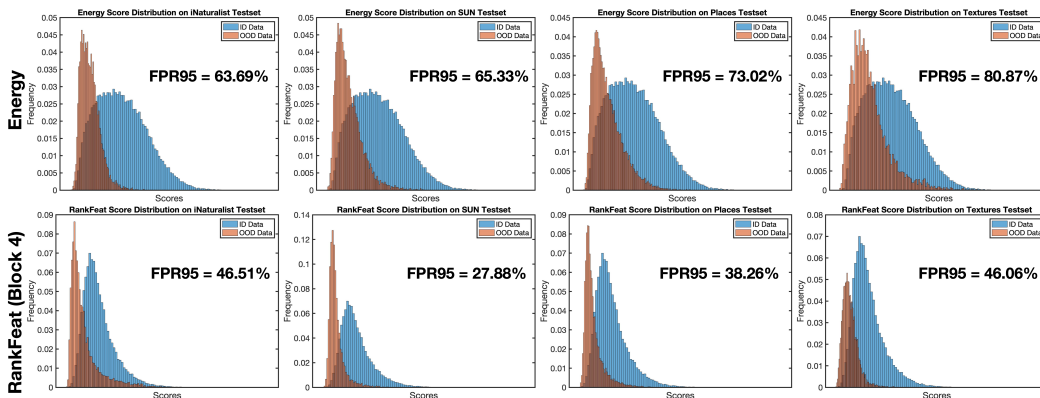 Energy
Energy Score Distribution on iNaturalist Testset
0.05
0.045
0.04
0.035
0.03
0.025
0.02
0.015
0.01
0.005
0
Frequency
ID Data
OOD Data
FPR95 = 63.69%
Scores
Energy Score Distribution on SUN Testset
0.05
0.045
0.04
0.035
0.03
0.025
0.02
0.015
0.01
0.005
0
Frequency
ID Data
OOD Data
FPR95 = 65.33%
Scores
Energy Score Distribution on Places Testset
0.045
0.04
0.035
0.03
0.025
0.02
0.015
0.01
0.005
0
Frequency
ID Data
OOD Data
FPR95 = 73.02%
Scores
Energy Score Distribution on Textures Testset
0.045
0.04
0.035
0.03
0.025
0.02
0.015
0.01
0.005
0
Frequency
ID Data
OOD Data
FPR95 = 80.87%
Scores
RankFeat (Block 4)
RankFeat Score Distribution on iNaturalist Testset
0.09
0.08
0.07
0.06
0.05
0.04
0.03
0.02
0.01
0
Frequency
ID Data
OOD Data
FPR95 = 46.51%
Scores
RankFeat Score Distribution on SUN Testset
0.14
0.12
0.1
0.08
0.06
0.04
0.02
0
Frequency
ID Data
OOD Data
FPR95 = 27.88%
Scores
RankFeat Score Distribution on Places Testset
0.09
0.08
0.07
0.06
0.05
0.04
0.03
0.02
0.01
0
Frequency
ID Data
OOD Data
FPR95 = 38.26%
Scores
RankFeat Score Distribution on Textures Testset
0.08
0.07
0.06
0.05
0.04
0.03
0.02
0.01
0
Frequency
ID Data
OOD Data
FPR95 = 46.06%
Scores